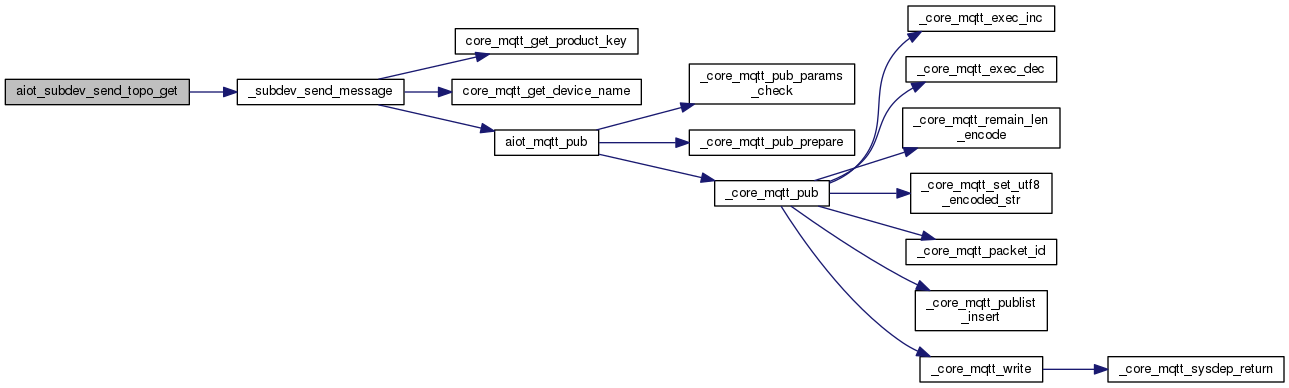 aiot_subdev_send_topo_get
_subdev_send_message
core_mqtt_get_product_key
core_mqtt_get_device_name
aiot_mqtt_pub
_core_mqtt_pub_params
_check
_core_mqtt_pub_prepare
_core_mqtt_pub
_core_mqtt_exec_inc
_core_mqtt_exec_dec
_core_mqtt_remain_len
_encode
_core_mqtt_set_utf8
_encoded_str
_core_mqtt_packet_id
_core_mqtt_publist
_insert
_core_mqtt_write
_core_mqtt_sysdep_return